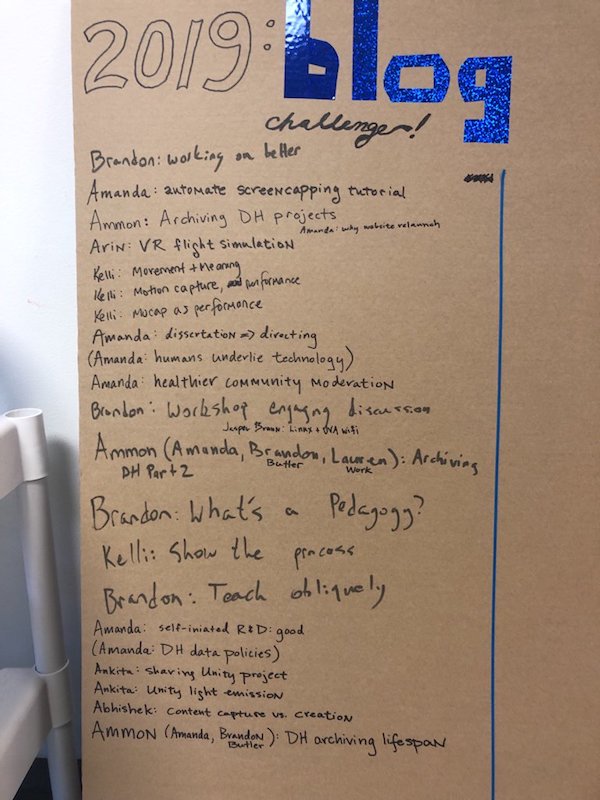 2019: blog
challenge!
Brandon: working on better
Amanda: automate screencapping tutorial
Ammon: Archiving DH projects
Amanda: why website relaunch
Arin: VR flight simulation
Kelli: Movement + Meaning
Kelli: Motion capture, performance
Kelli: Mocap as performance
Amanda: dissertation => directing
(Amanda: humans underlie technology)
Amanda: healthier community moderation
Brandon: Workshop engagng discussion
Jasper Braun: Linux + UVA wifi
Ammon (Amanda, Brandon, Lauren): Archiving
DH Part 2 Butler Work
Brandon: What's a Pedagogy?
Kelli: Show the process
Brandon: Teach obliquely
Amanda: self-iniated R&D: good
(Amanda: DH data policies)
Ankita: sharing Unity project
Ankita: Unity light emission
Abhishek: content capture vs. creation
Ammon (Amanda, Brandon): DH archiving lifespan
Butler